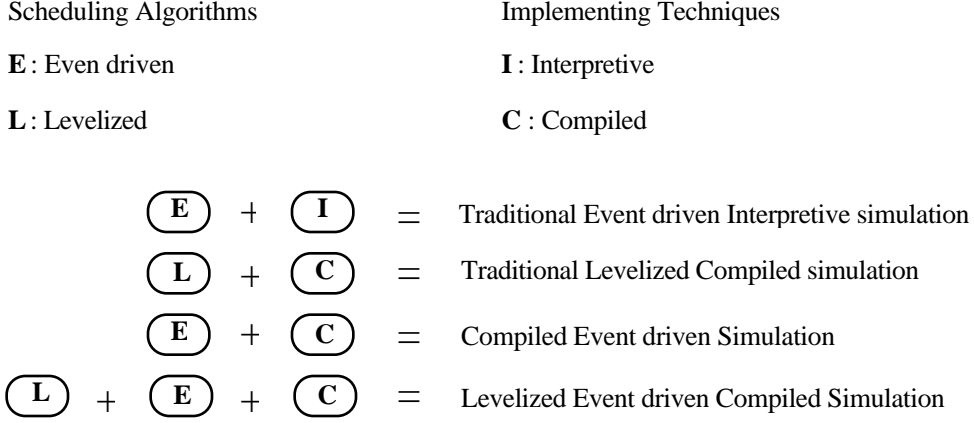 Scheduling Algorithms Implementing Techniques
E : Even driven I : Interpretive
L : Levelized C : Compiled
E + I = Traditional Event driven Interpretive simulation
L + C = Traditional Levelized Compiled simulation
E + C = Compiled Event driven Simulation
L + E + C = Levelized Event driven Compiled Simulation